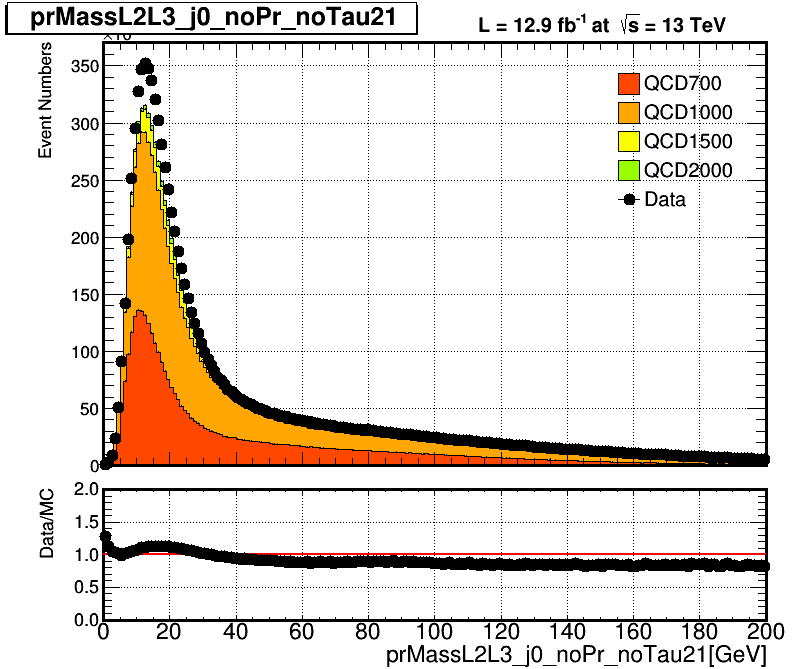 prMassL2L3_j0_noPr_noTau21
L = 12.9 fb⁻¹ at √s = 13 TeV
Event Numbers
350
300
250
200
150
100
50
0
QCD700
QCD1000
QCD1500
QCD2000
Data
Data/MC
2.0
1.5
1.0
0.5
0.0
0 20 40 60 80 100 120 140 160 180 200
prMassL2L3_j0_noPr_noTau21[GeV]